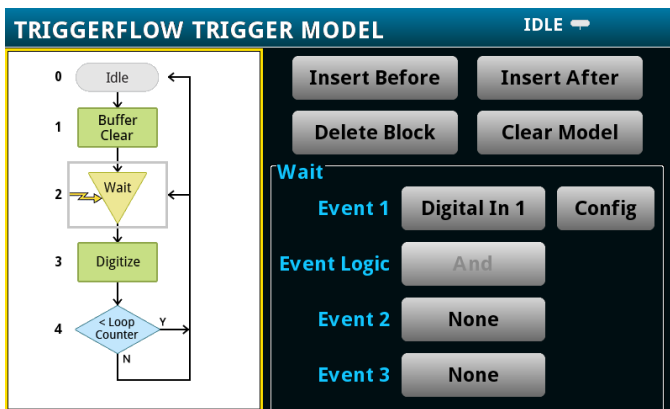 TRIGGERFLOW TRIGGER MODEL
IDLE
0
Idle
1
Buffer
Clear
2
Wait
3
Digitize
4
< Loop
Counter
Y
N
Insert Before
Insert After
Delete Block
Clear Model
Wait
Event 1
Digital In 1
Config
Event Logic
And
Event 2
None
Event 3
None